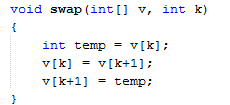 void swap(int[] v, int k)
{
    int temp = v[k];
    v[k] = v[k+1];
    v[k+1] = temp;
}